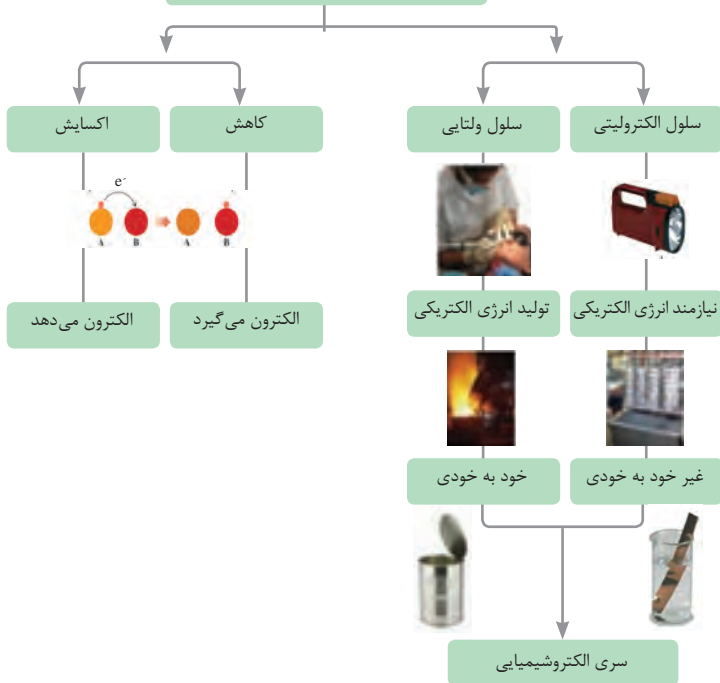 اکسایش
کاهش
سلول ولتایی
سلول الکترولیتی
e-
A B A B
تولید انرژی الکتریکی
نیازمند انرژی الکتریکی
الکترون می‌دهد
الکترون می‌گیرد
خود به خودی
غیر خود به خودی
سری الکتروشیمیایی